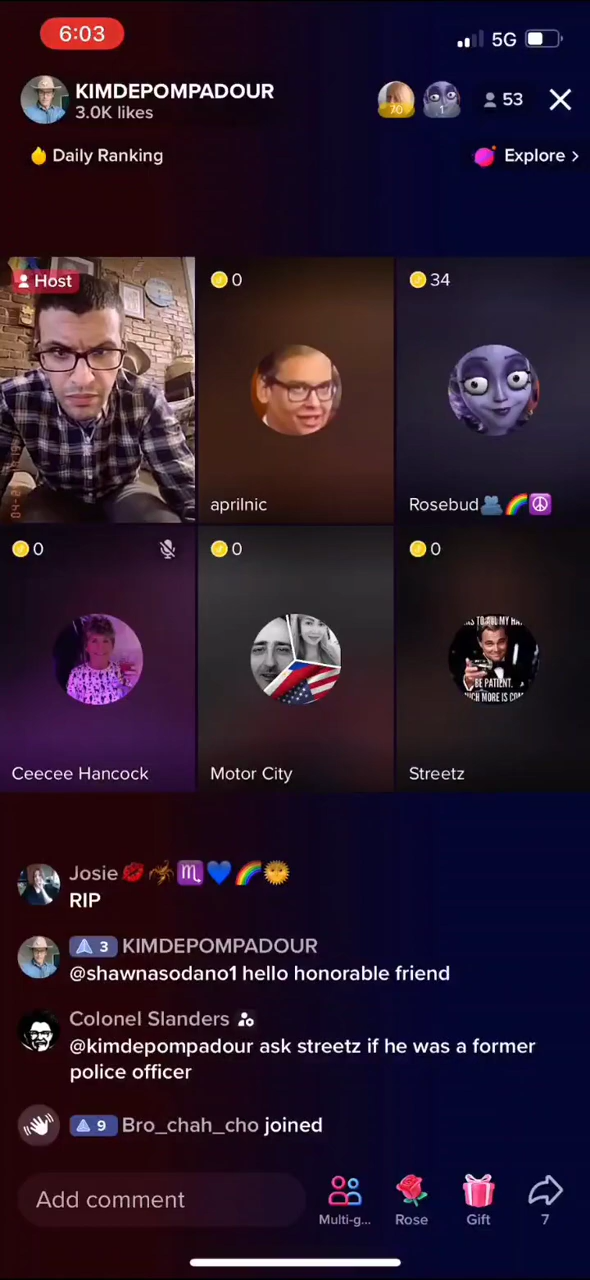 6:03
5G
KIMDEPOMPADOUR
3.0K likes
70
1
53
Daily Ranking
Explore >
Host
0
34
aprilnic
Rosebud👥🌈☮️
0
0
0
BE PATIENT.
Ceecee Hancock
Motor City
Streetz
Josie💋🦂♏💙🌈🌞
RIP
3 KIMDEPOMPADOUR
@shawnasodano1 hello honorable friend
Colonel Slanders
@kimdepompadour ask streetz if he was a former
police officer
9 Bro_chah_cho joined
Add comment
Multi-g...
Rose
Gift
7